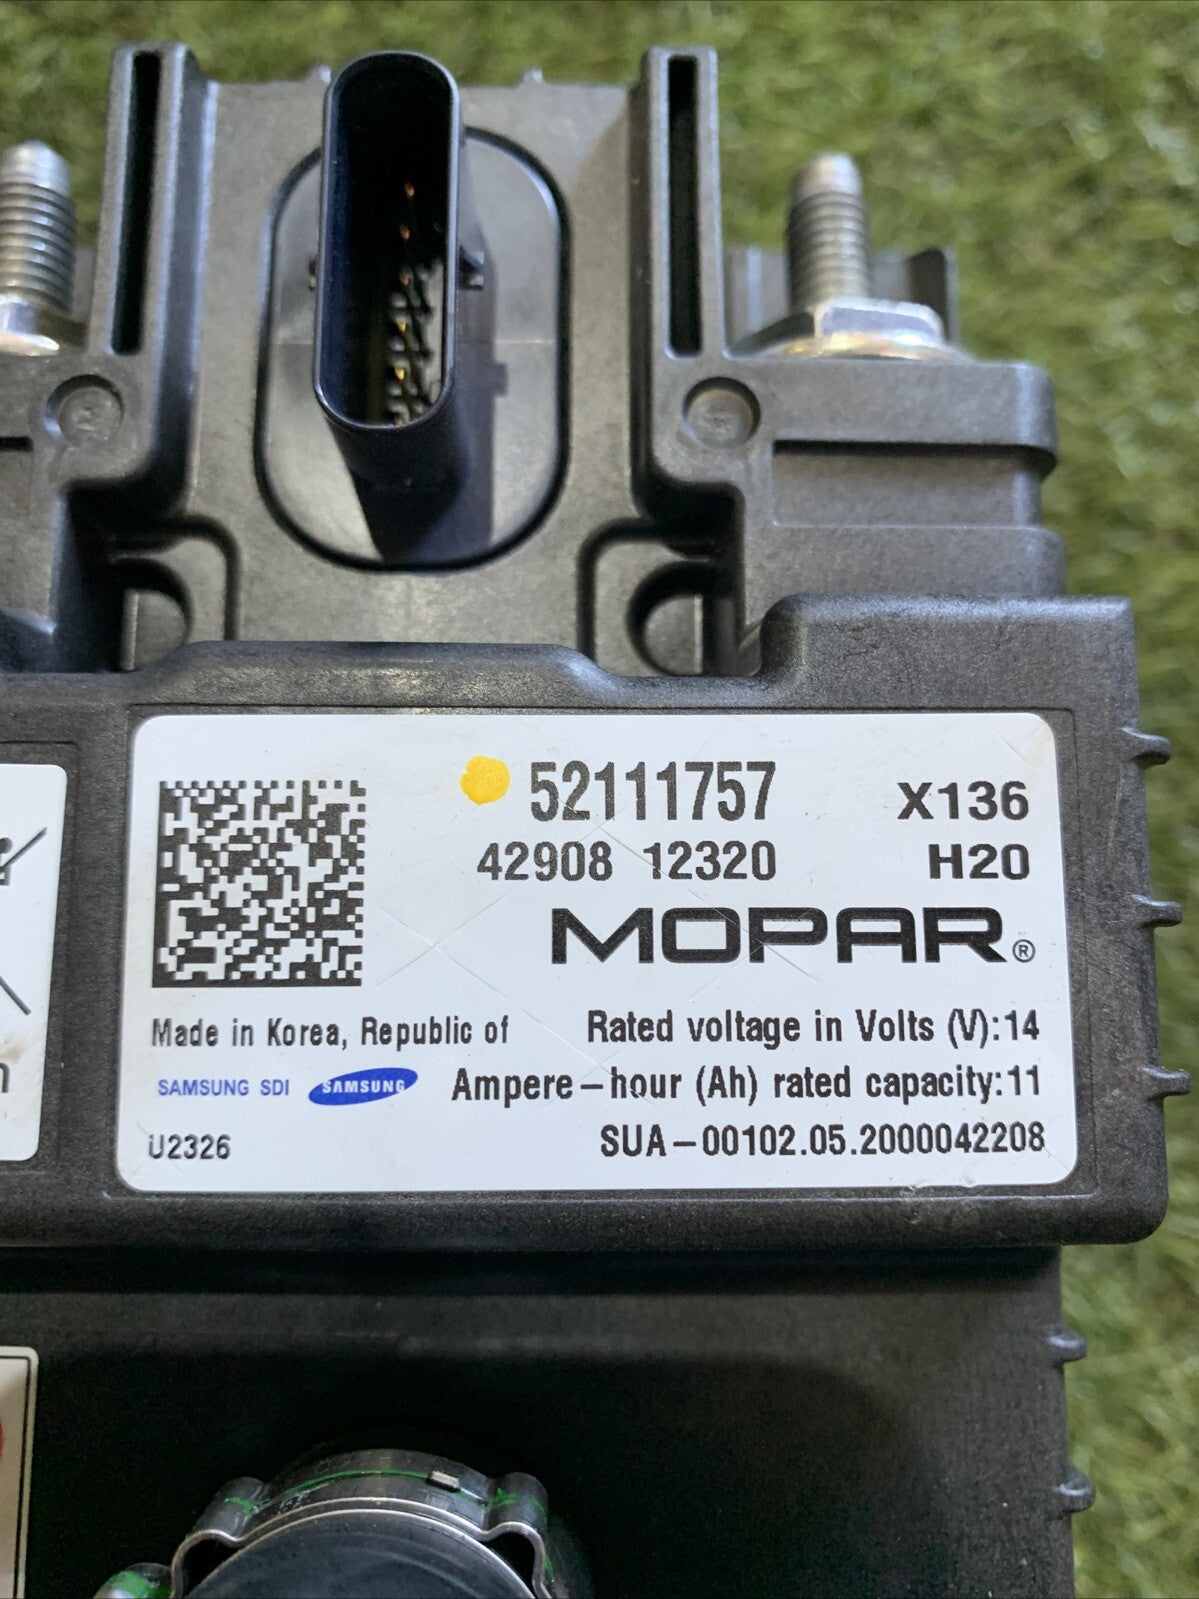 52111757 X136
42908 12320 H20
MOPAR®
Made in Korea, Republic of
Rated voltage in Volts (V):14
SAMSUNG SDI SAMSUNG
Ampere-hour (Ah) rated capacity:11
U2326
SUA-00102.05.2000042208